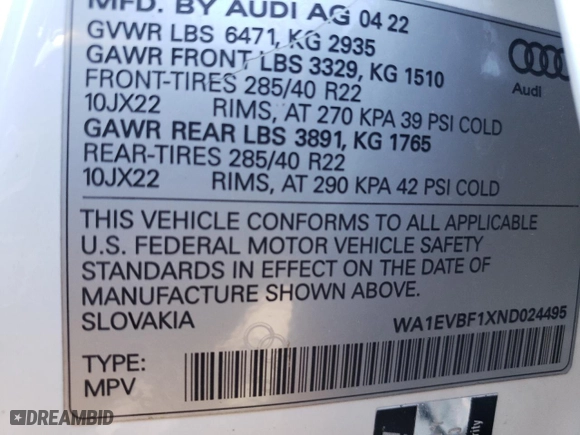 MFD. BY AUDI AG 04 22
GVWR LBS 6471, KG 2935
GAWR FRONT LBS 3329, KG 1510
FRONT-TIRES 285/40 R22
10JX22 RIMS, AT 270 KPA 39 PSI COLD
GAWR REAR LBS 3891, KG 1765
REAR-TIRES 285/40 R22
10JX22 RIMS, AT 290 KPA 42 PSI COLD
Audi
THIS VEHICLE CONFORMS TO ALL APPLICABLE
U.S. FEDERAL MOTOR VEHICLE SAFETY
STANDARDS IN EFFECT ON THE DATE OF
MANUFACTURE SHOWN ABOVE.
SLOVAKIA
WA1EVBF1XND024495
TYPE:
MPV
DREAMBID